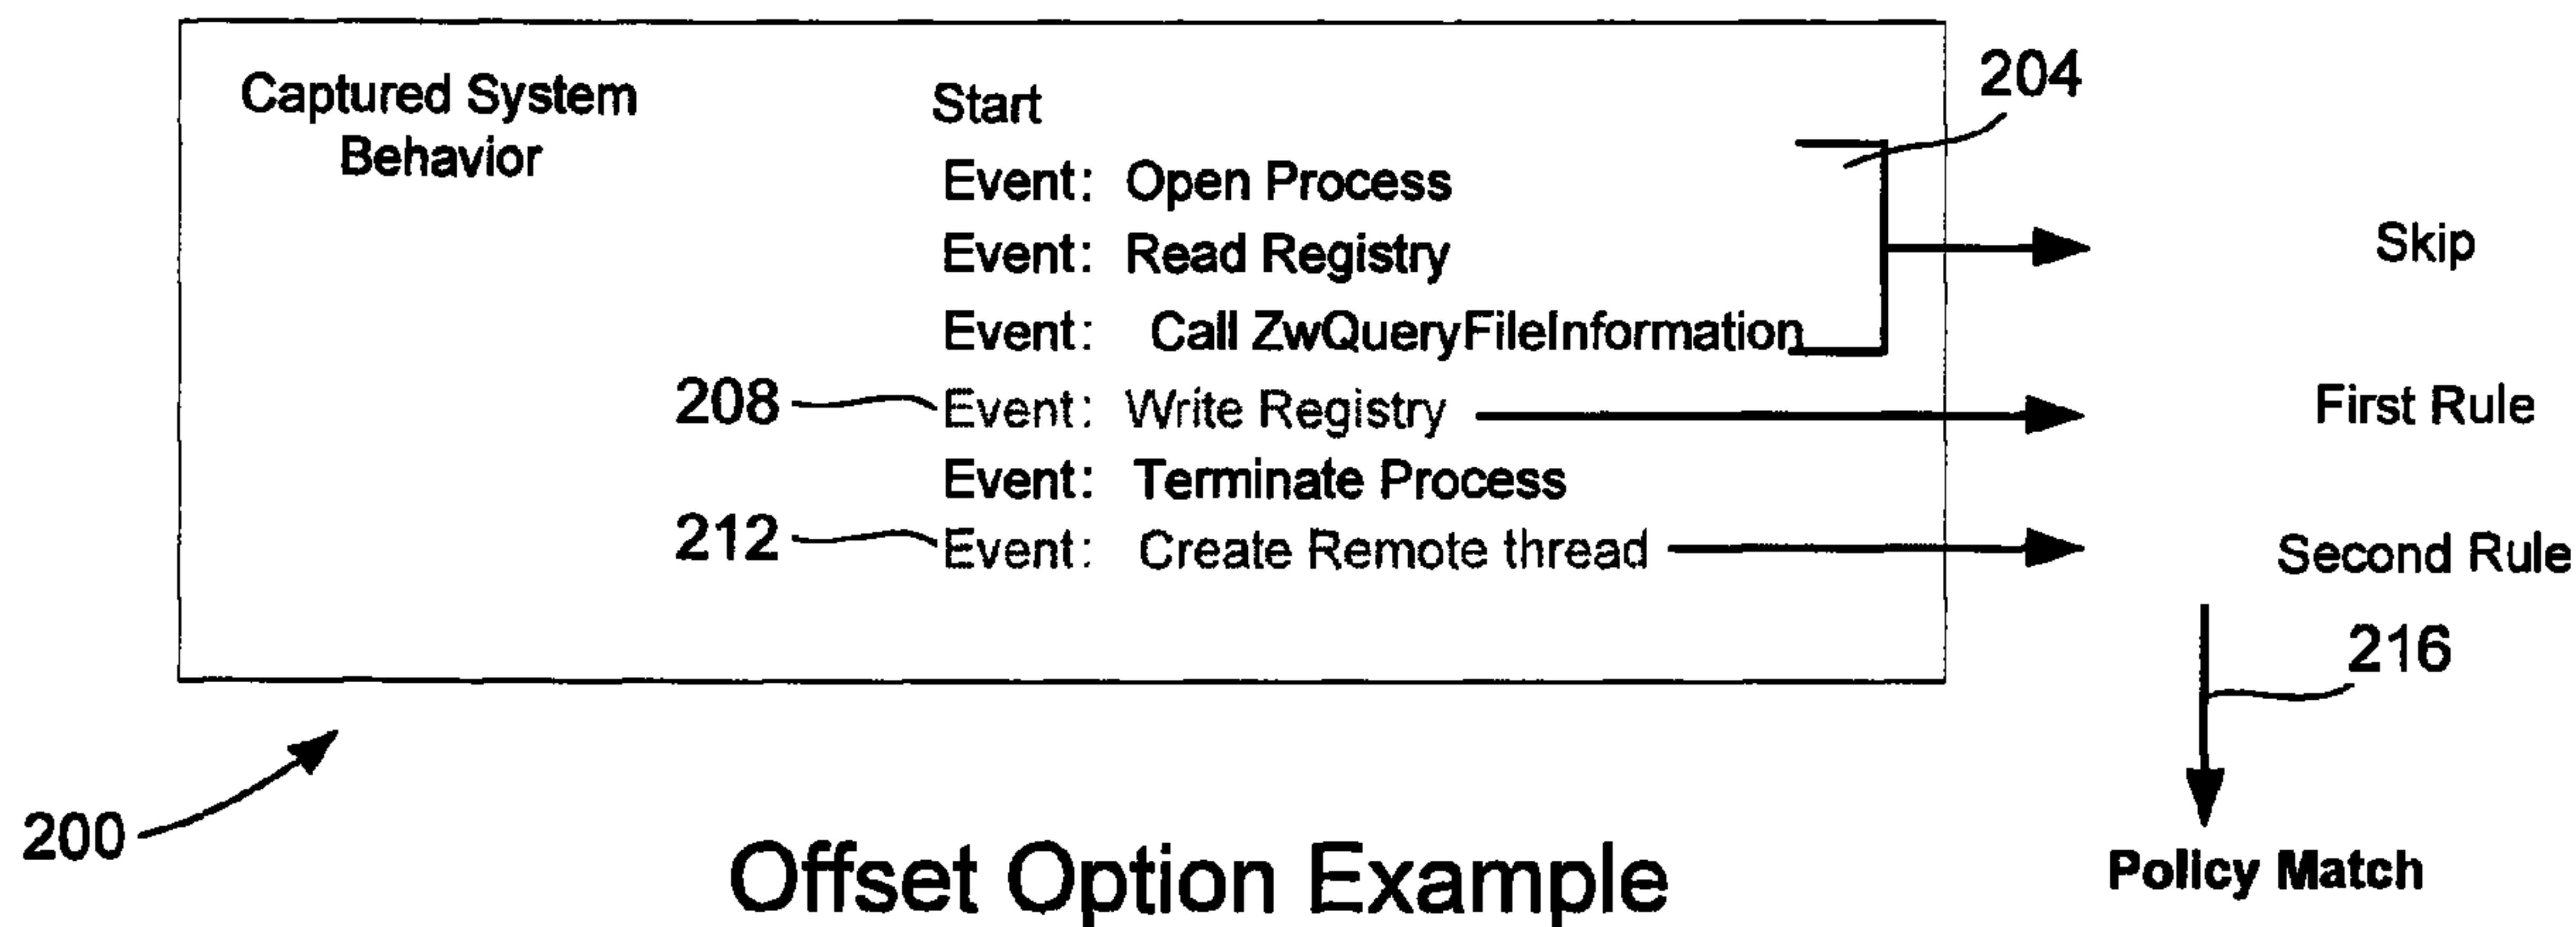 Captured System
Behavior
Start
204
Event: Open Process
Event: Read Registry
Skip
Event: Call ZwQueryFileInformation
208
Event: Write Registry
First Rule
Event: Terminate Process
212
Event: Create Remote thread
Second Rule
216
200
Offset Option Example
Policy Match